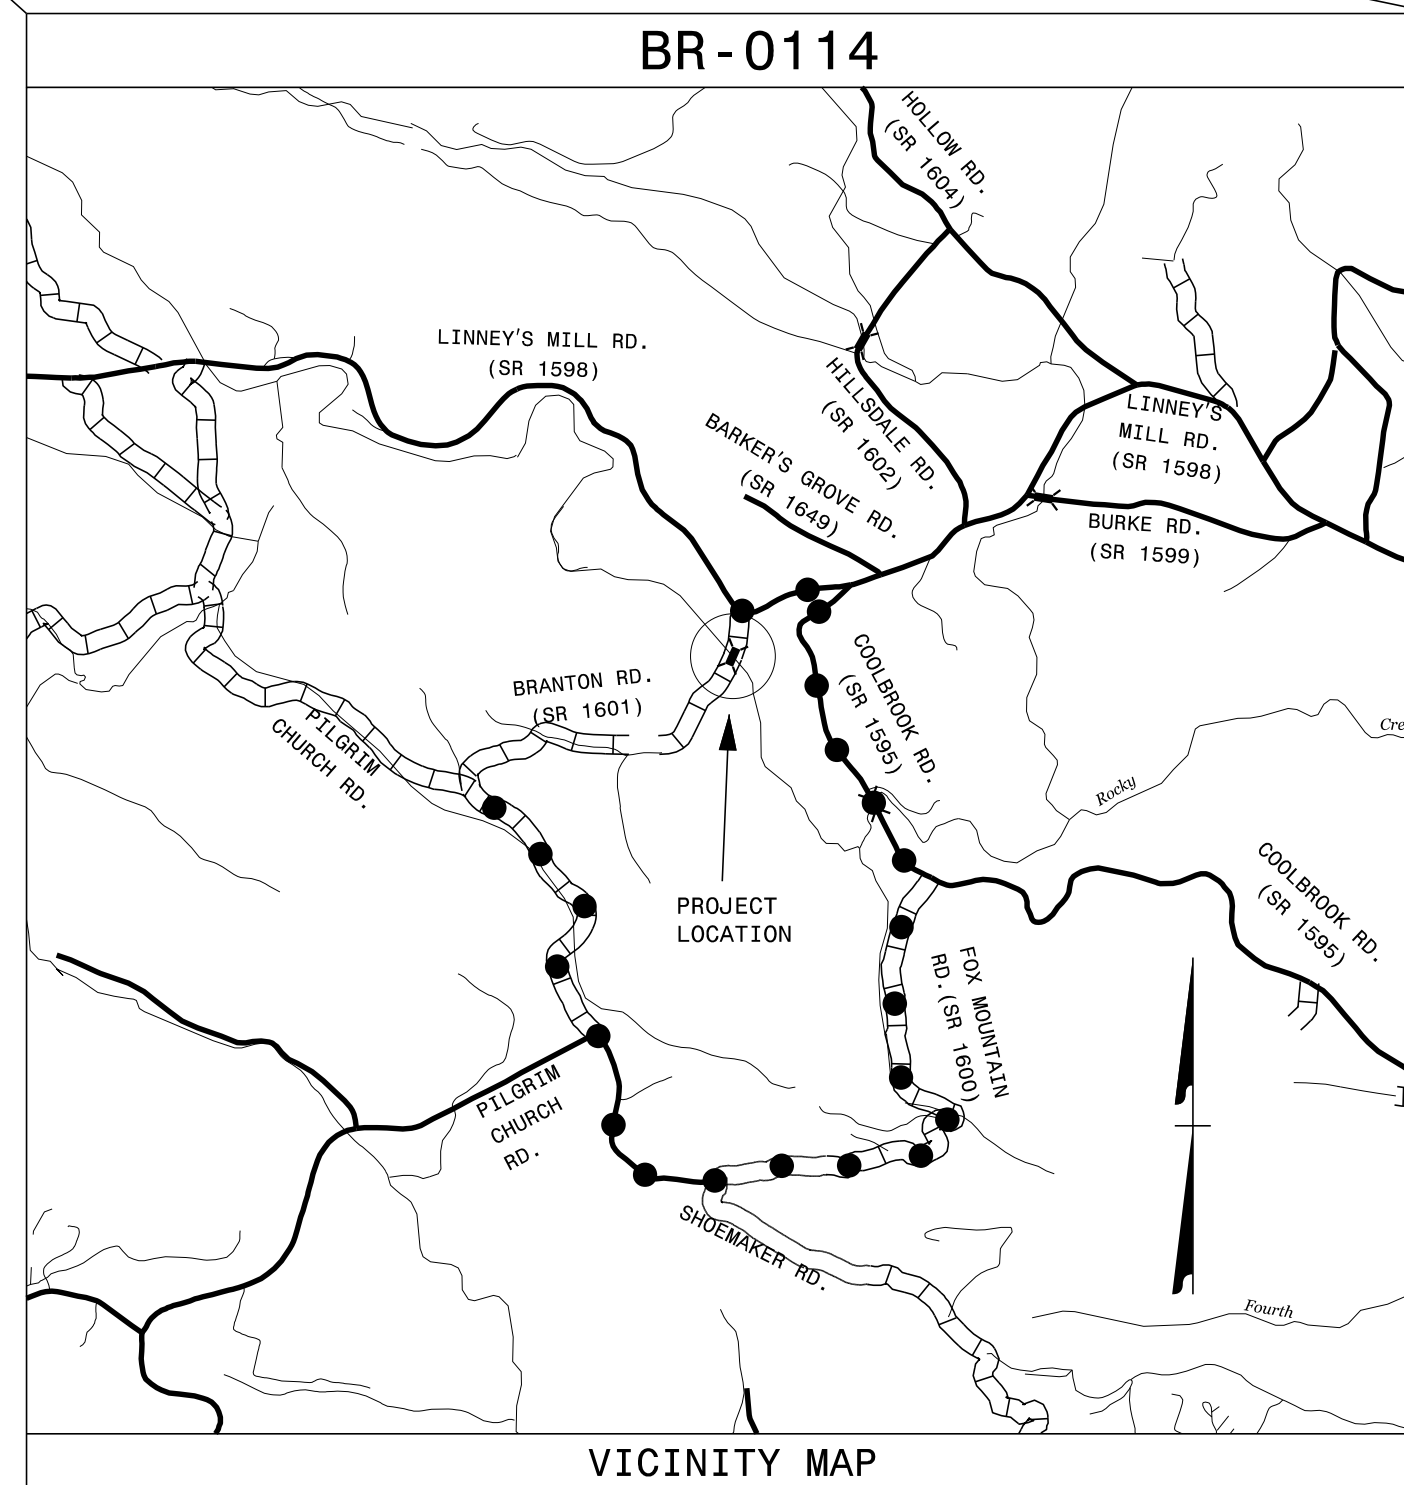 BR-0114
HOLLOW RD.
(SR 1604)
LINNEY'S MILL RD.
(SR 1598)
HILLSDALE RD.
(SR 1602)
LINNEY'S
MILL RD.
(SR 1598)
BARKER'S GROVE RD.
(SR 1649)
BURKE RD.
(SR 1599)
BRANTON RD.
(SR 1601)
COOLBROOK RD.
(SR 1595)
PILGRIM
CHURCH RD.
Cre
Rocky
PROJECT
LOCATION
COOLBROOK RD.
(SR 1595)
FOX MOUNTAIN
RD.(SR 1600)
PILGRIM
CHURCH
RD.
SHOEMAKER RD.
Fourth
VICINITY MAP